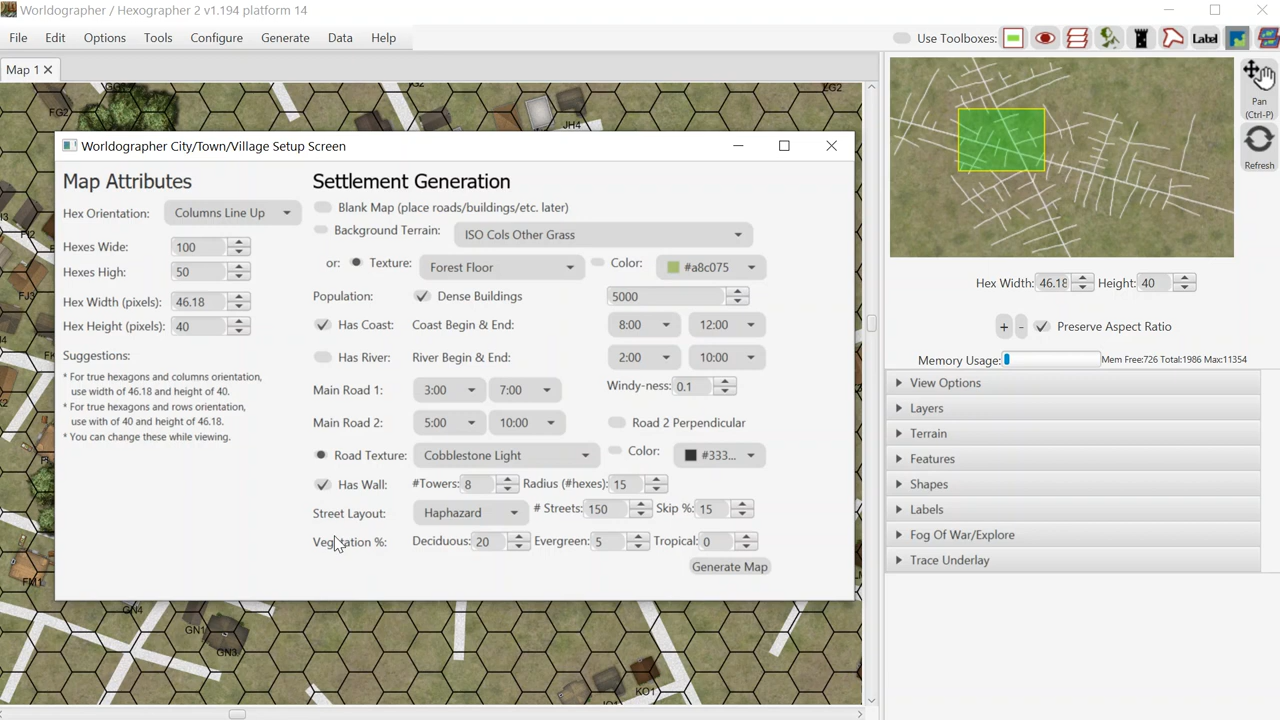 Worldographer / Hexographer 2 v1.194 platform 14
File Edit Options Tools Configure Generate Data Help
Use Toolboxes: Label
Map 1
FG2
JH4
Pan
(Ctrl-P)
Refresh
Worldographer City/Town/Village Setup Screen
Map Attributes
Hex Orientation: Columns Line Up
Hexes Wide: 100
Hexes High: 50
Hex Width (pixels): 46.18
Hex Height (pixels): 40
Suggestions:
* For true hexagons and columns orientation,
use width of 46.18 and height of 40.
* For true hexagons and rows orientation,
use with of 40 and height of 46.18.
* You can change these while viewing.
Settlement Generation
Blank Map (place roads/buildings/etc. later)
Background Terrain: ISO Cols Other Grass
or: Texture: Forest Floor Color: #a8c075
Population: Dense Buildings 5000
Has Coast: Coast Begin & End: 8:00 12:00
Has River: River Begin & End: 2:00 10:00
Main Road 1: 3:00 7:00 Windy-ness: 0.1
Main Road 2: 5:00 10:00 Road 2 Perpendicular
Road Texture: Cobblestone Light Color: #333...
Has Wall: #Towers: 8 Radius (#hexes): 15
Street Layout: Haphazard # Streets: 150 Skip %: 15
Vegetation %: Deciduous: 20 Evergreen: 5 Tropical: 0
Generate Map
Hex Width: 46.18 Height: 40
+ - Preserve Aspect Ratio
Memory Usage: Mem Free:726 Total:1986 Max:11354
View Options
Layers
Terrain
Features
Shapes
Labels
Fog Of War/Explore
Trace Underlay
FM1
GN4
GN1
GN3
KO1